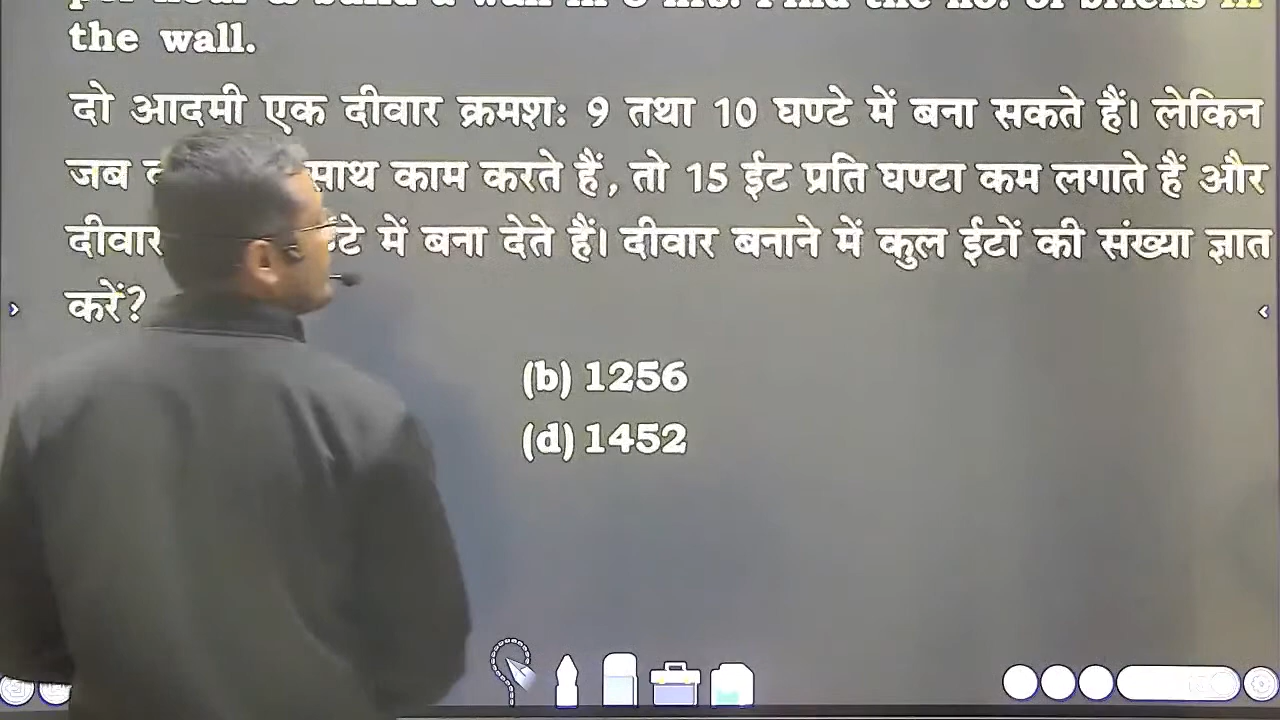 the wall.
दो आदमी एक दीवार क्रमशः 9 तथा 10 घण्टे में बना सकते हैं। लेकिन
जब साथ काम करते हैं, तो 15 ईट प्रति घण्टा कम लगाते हैं और
दीवार में बना देते हैं। दीवार बनाने में कुल ईटों की संख्या ज्ञात
करें?
(b) 1256
(d) 1452